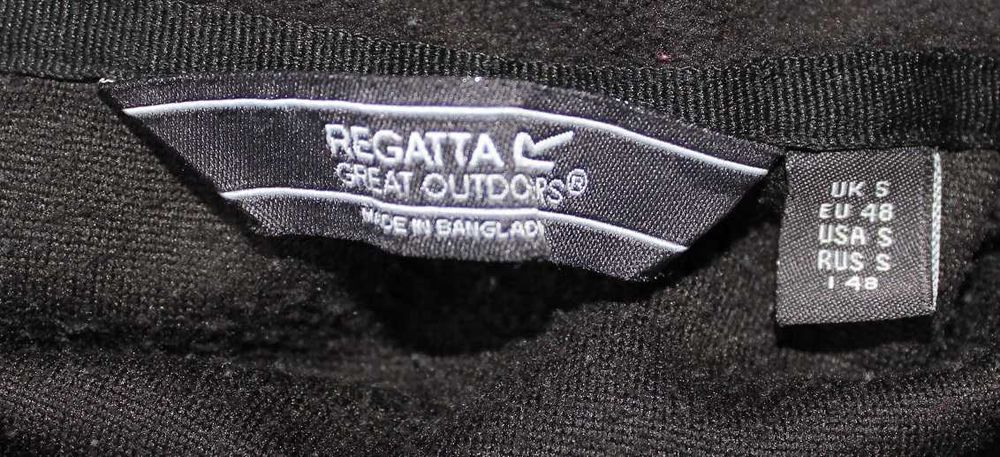 REGATTA
GREAT OUTDOORS®
MADE IN BANGLAD
UK S
EU 48
USA S
RUS S
I 48